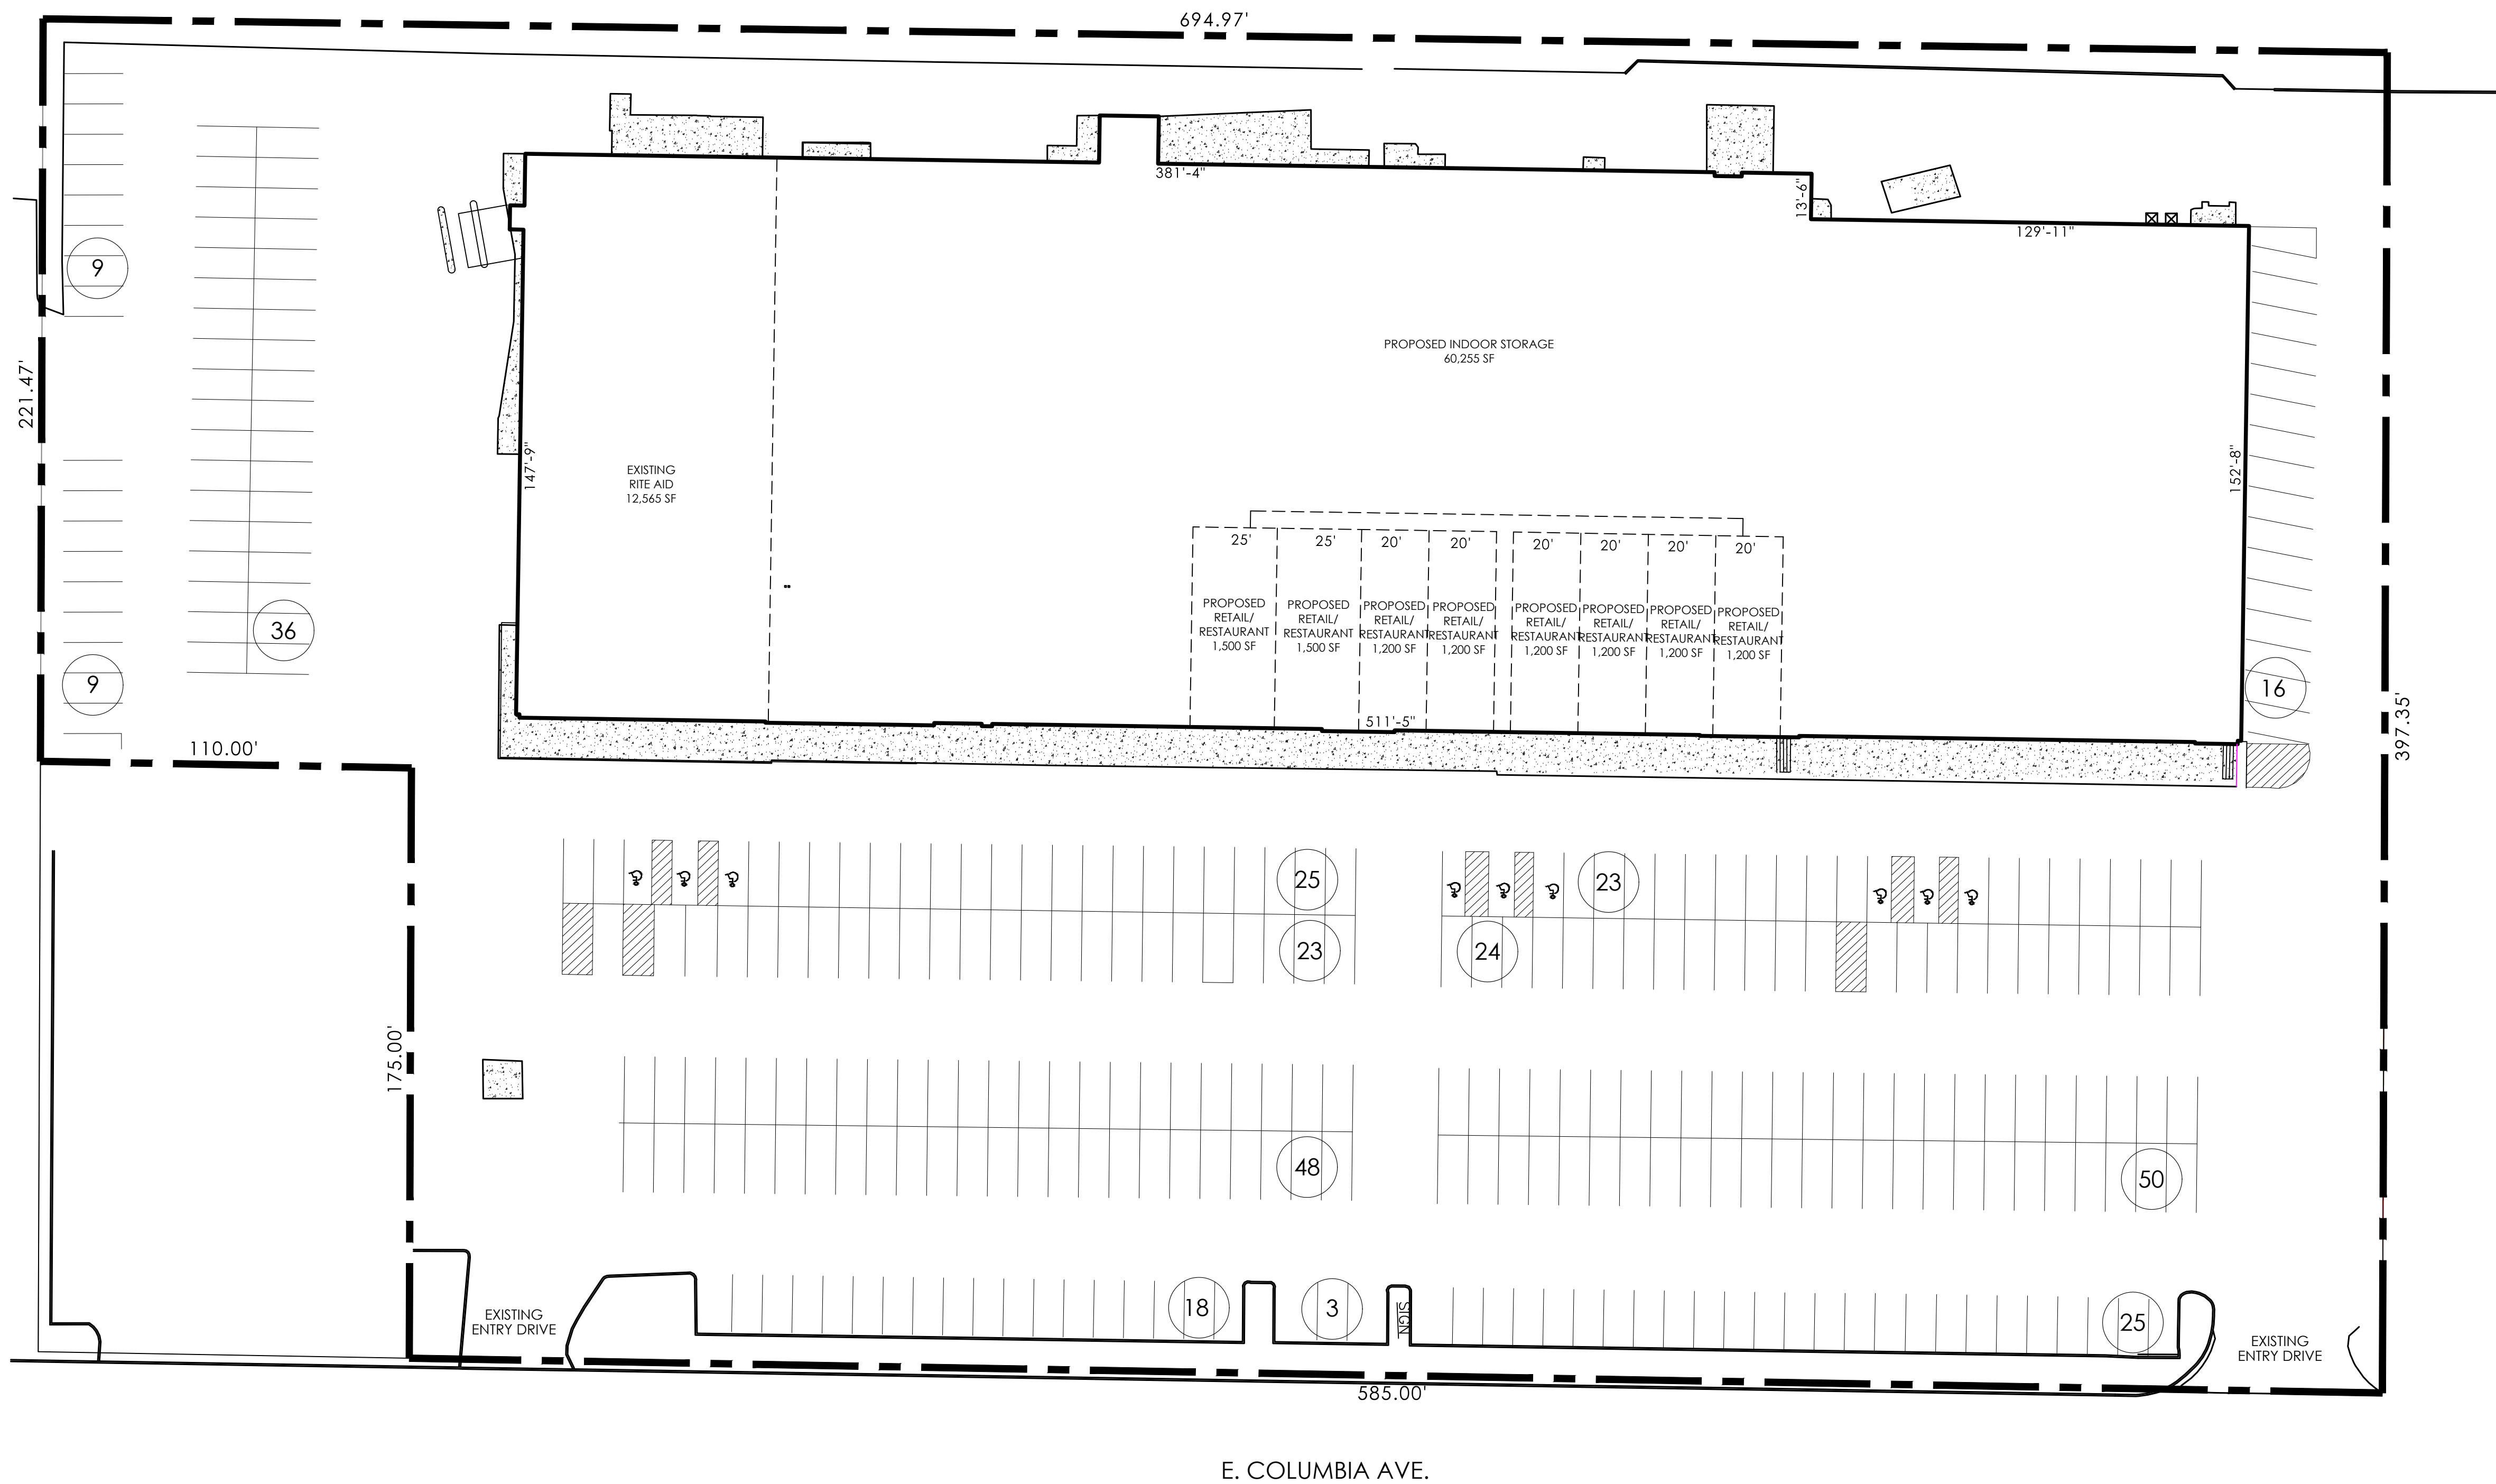 694.97'
381'-4"
13'-6"
129'-11"
9
221.47'
PROPOSED INDOOR STORAGE
60,255 SF
147'-9"
152'-8"
EXISTING
RITE AID
12,565 SF
25'
25'
20'
20'
20'
20'
20'
20'
PROPOSED
RETAIL/
RESTAURANT
1,500 SF
PROPOSED
RETAIL/
RESTAURANT
1,500 SF
PROPOSED
RETAIL/
RESTAURANT
1,200 SF
PROPOSED
RETAIL/
RESTAURANT
1,200 SF
PROPOSED
RETAIL/
RESTAURANT
1,200 SF
PROPOSED
RETAIL/
RESTAURANT
1,200 SF
PROPOSED
RETAIL/
RESTAURANT
1,200 SF
PROPOSED
RETAIL/
RESTAURANT
1,200 SF
36
9
16
511'-5"
110.00'
397.35'
25
23
23
24
175.00'
48
50
EXISTING
ENTRY DRIVE
18
3
SIGN
25
EXISTING
ENTRY DRIVE
585.00'
E. COLUMBIA AVE.